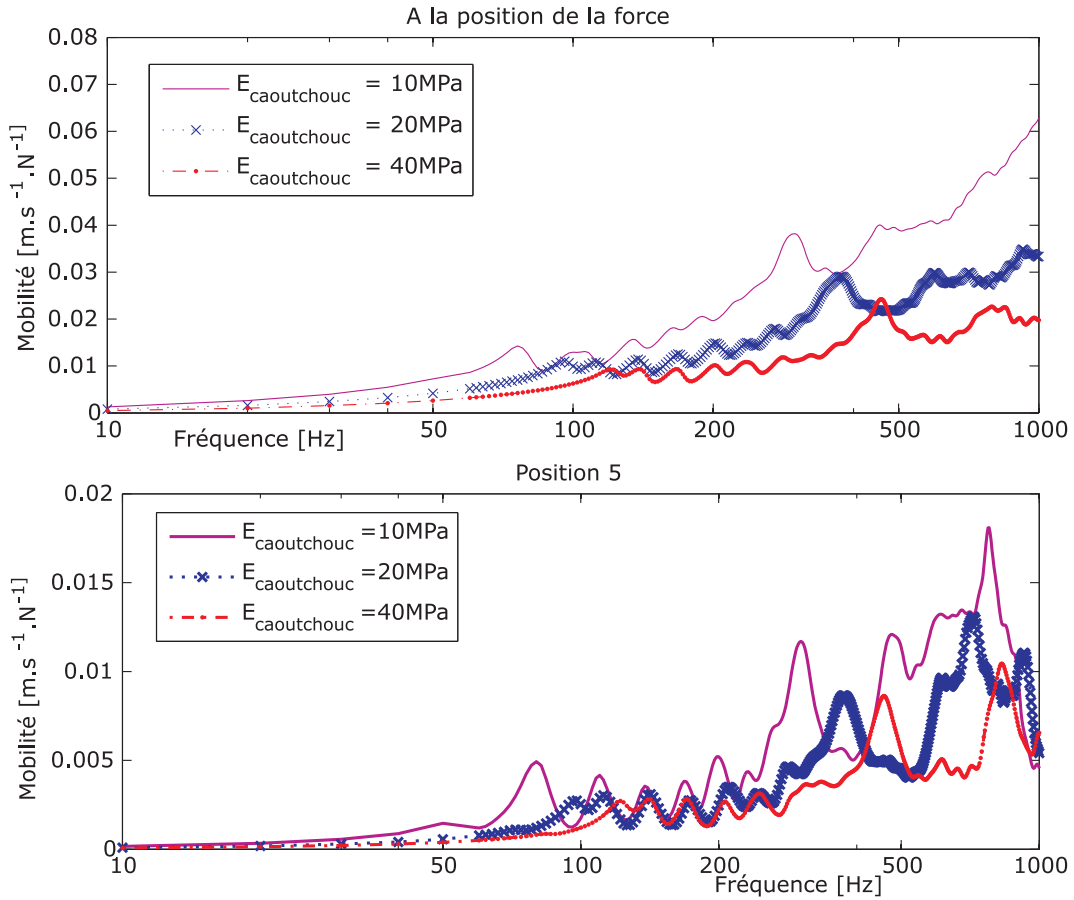 A la position de la force
0.08
0.07
0.06
0.05
0.04
0.03
0.02
0.01
0
Mobilité [m.s⁻¹.N⁻¹]
E caoutchouc = 10MPa
E caoutchouc = 20MPa
E caoutchouc = 40MPa
10 50 100 200 500 1000
Fréquence [Hz]
Position 5
0.02
0.015
0.01
0.005
0
Mobilité [m.s⁻¹.N⁻¹]
E caoutchouc =10MPa
E caoutchouc =20MPa
E caoutchouc =40MPa
10 50 100 200 500 1000
Fréquence [Hz]